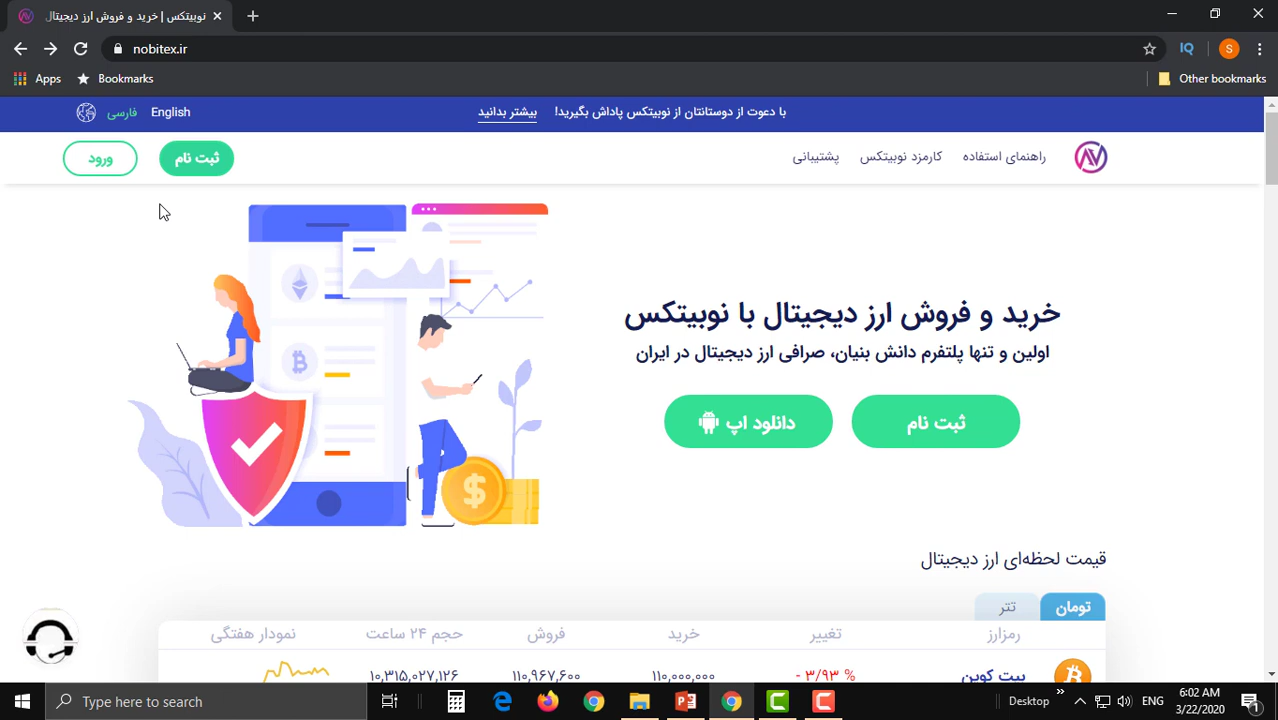 نوبیتکس | خرید و فروش ارز دیجیتال
nobitex.ir
IQ
S
Apps
Bookmarks
Other bookmarks
با دعوت از دوستانتان از نوبیتکس پاداش بگیرید! بیشتر بدانید
فارسی
English
راهنمای استفاده
کارمزد نوبیتکس
پشتیبانی
ثبت نام
ورود
خرید و فروش ارز دیجیتال با نوبیتکس
اولین و تنها پلتفرم دانش بنیان، صرافی ارز دیجیتال در ایران
ثبت نام
دانلود اپ
قیمت لحظه‌ای ارز دیجیتال
تومان
تتر
رمزارز تغییر خرید فروش حجم ۲۴ ساعت نمودار هفتگی
بیت کوین - ۳/۹۳ % ۱۱۰,۰۰۰,۰۰۰ ۱۱۰,۹۶۷,۶۰۰ ۱۰,۳۱۵,۰۲۷,۱۲۶
Type here to search
Desktop
ENG
6:02 AM
3/22/2020
1